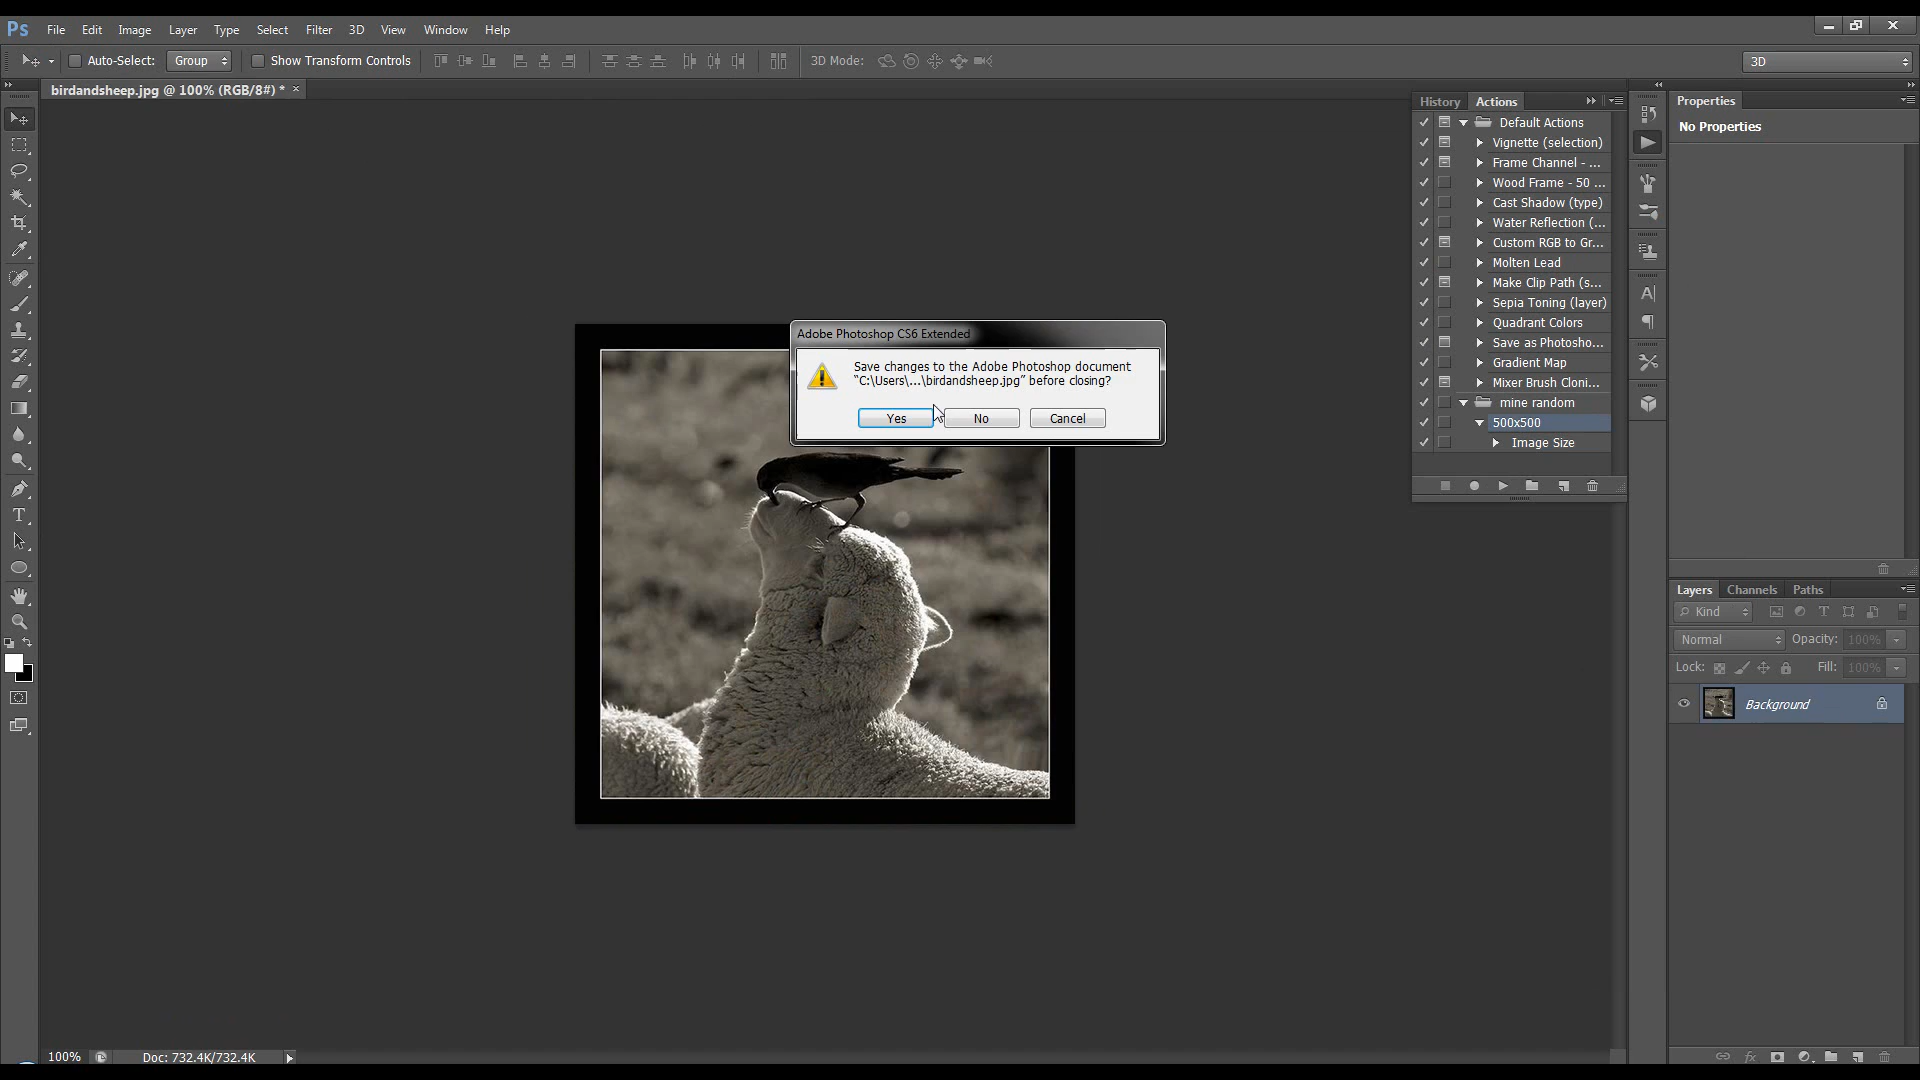 Ps File Edit Image Layer Type Select Filter 3D View Window Help
Auto-Select: Group Show Transform Controls 3D Mode: 3D
birdandsheep.jpg @ 100% (RGB/8#) * ×
History Actions
Default Actions
Vignette (selection)
Frame Channel - ...
Wood Frame - 50 ...
Cast Shadow (type)
Water Reflection (...
Custom RGB to Gr...
Molten Lead
Make Clip Path (s...
Sepia Toning (layer)
Quadrant Colors
Save as Photosho...
Gradient Map
Mixer Brush Cloni...
mine random
500x500
Image Size
Properties
No Properties
Adobe Photoshop CS6 Extended
Save changes to the Adobe Photoshop document
“C:\Users\...\birdandsheep.jpg” before closing?
Yes No Cancel
Layers Channels Paths
Kind
Normal Opacity: 100%
Lock: Fill: 100%
Background
100% Doc: 732.4K/732.4K